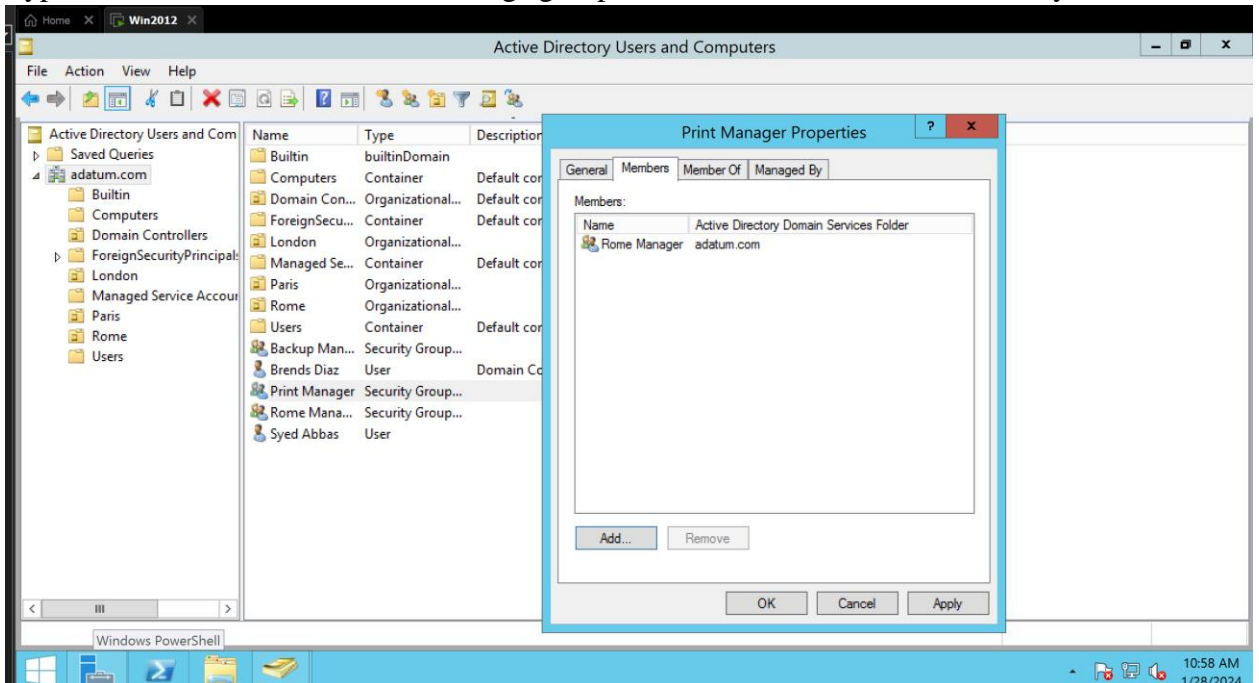 Home X Win2012 X
Active Directory Users and Computers
File Action View Help
Active Directory Users and Com
Saved Queries
adatum.com
Builtin
Computers
Domain Controllers
ForeignSecurityPrincipals
London
Managed Service Accour
Paris
Rome
Users
Name Type Description
Builtin builtinDomain
Computers Container Default cor
Domain Con... Organizational... Default cor
ForeignSecu... Container Default cor
London Organizational...
Managed Se... Container Default cor
Paris Organizational...
Rome Organizational...
Users Container Default cor
Backup Man... Security Group...
Brends Diaz User Domain Co
Print Manager Security Group...
Rome Mana... Security Group...
Syed Abbas User
Print Manager Properties ? x
General Members Member Of Managed By
Members:
Name Active Directory Domain Services Folder
Rome Manager adatum.com
Add... Remove
OK Cancel Apply
Windows PowerShell
10:58 AM
1/28/2024